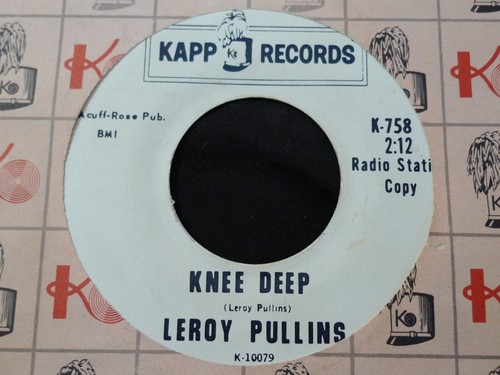 KAPP K RECORDS
Acuff-Rose Pub.
BMI
K-758
2:12
Radio Stati
Copy
KNEE DEEP
(Leroy Pullins)
LEROY PULLINS
K-10079